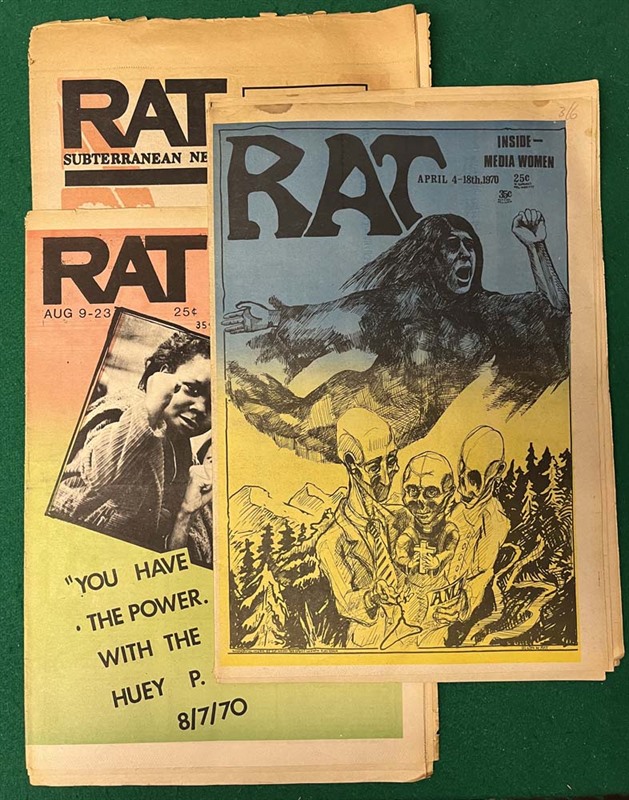 RAT
SUBTERRANEAN NE
RAT
AUG 9-23
25¢
35
"YOU HAVE
. THE POWER.
WITH THE
HUEY P.
8/7/70
3/6
RAT
INSIDE-
MEDIA WOMEN
APRIL 4-18th, 1970
25¢
35¢
AMA